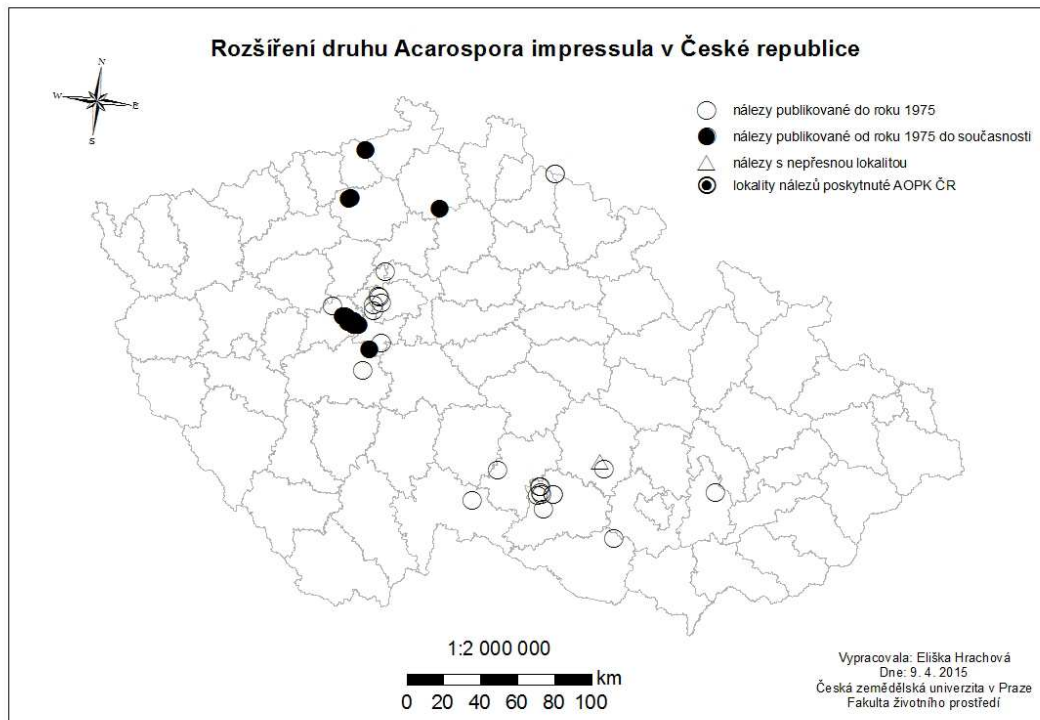 Rozšíření druhu Acarospora impressula v České republice
N
W
E
S
nálezy publikované do roku 1975
nálezy publikované od roku 1975 do současnosti
nálezy s nepřesnou lokalitou
lokality nálezů poskytnuté AOPK ČR
1:2 000 000
km
0 20 40 60 80 100
Vypracovala: Eliška Hrachová
Dne: 9. 4. 2015
Česká zemědělská univerzita v Praze
Fakulta životního prostředí